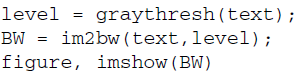 level = graythresh(text);
BW = im2bw(text,level);
figure, imshow(BW)